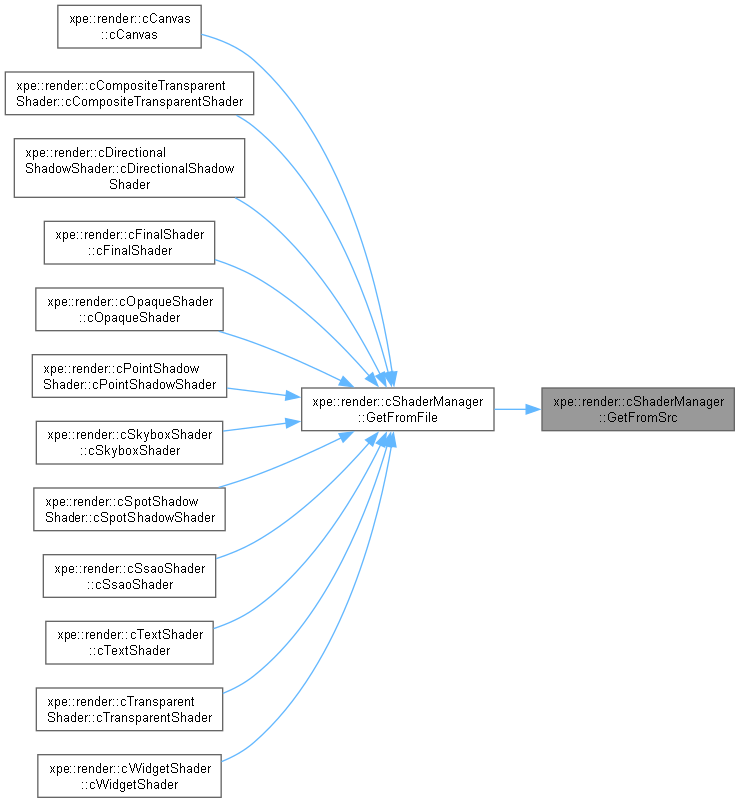 xpe::render::cCanvas
::cCanvas
xpe::render::cCompositeTransparent
Shader::cCompositeTransparentShader
xpe::render::cDirectional
ShadowShader::cDirectionalShadow
Shader
xpe::render::cFinalShader
::cFinalShader
xpe::render::cOpaqueShader
::cOpaqueShader
xpe::render::cPointShadow
Shader::cPointShadowShader
xpe::render::cSkyboxShader
::cSkyboxShader
xpe::render::cSpotShadow
Shader::cSpotShadowShader
xpe::render::cSsaoShader
::cSsaoShader
xpe::render::cTextShader
::cTextShader
xpe::render::cTransparent
Shader::cTransparentShader
xpe::render::cWidgetShader
::cWidgetShader
xpe::render::cShaderManager
::GetFromFile
xpe::render::cShaderManager
::GetFromSrc